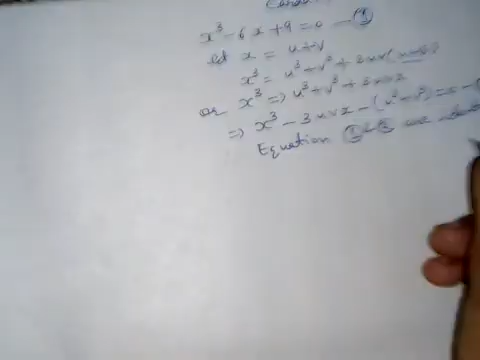 x³ - 6x + 9 = 0 — ①
let x = u+v
x³ = u³ + v³ + 3uv(u+v)
or x³ => u³ + v³ + 3uvx
=> x³ - 3uvx - (u³+v³) = 0 -
Equation ① & ② are